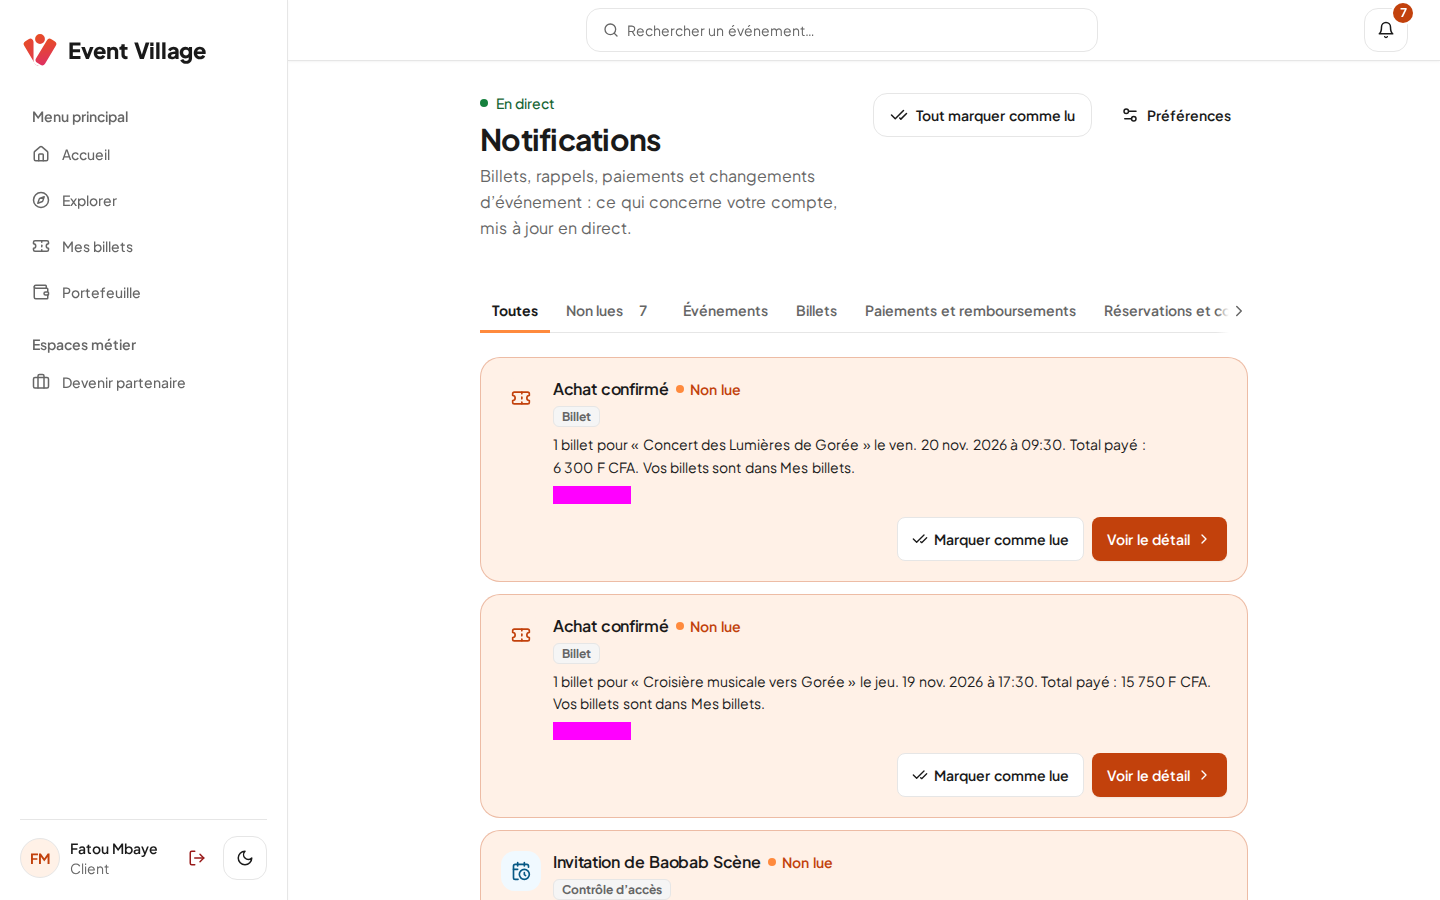 Event Village
Menu principal
Accueil
Explorer
Mes billets
Portefeuille
Espaces métier
Devenir partenaire
FM
Fatou Mbaye
Client
Rechercher un événement…
7
En direct
Notifications
Billets, rappels, paiements et changements
d’événement : ce qui concerne votre compte,
mis à jour en direct.
Tout marquer comme lu
Préférences
Toutes
Non lues 7
Événements
Billets
Paiements et remboursements
Réservations et
Achat confirmé
Non lue
Billet
1 billet pour « Concert des Lumières de Gorée » le ven. 20 nov. 2026 à 09:30. Total payé :
6 300 F CFA. Vos billets sont dans Mes billets.
Marquer comme lue
Voir le détail
Achat confirmé
Non lue
Billet
1 billet pour « Croisière musicale vers Gorée » le jeu. 19 nov. 2026 à 17:30. Total payé : 15 750 F CFA.
Vos billets sont dans Mes billets.
Marquer comme lue
Voir le détail
Invitation de Baobab Scène
Non lue
Contrôle d’accès